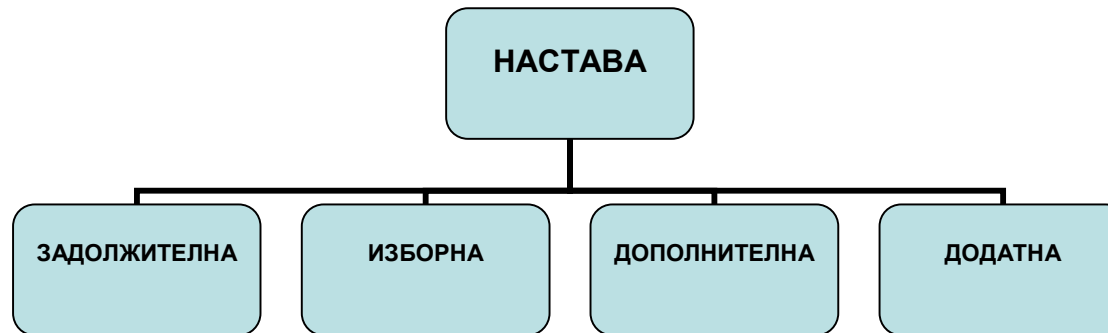 НАСТАВА
ЗАДОЛЖИТЕЛНА
ИЗБОРНА
ДОПОЛНИТЕЛНА
ДОДАТНА